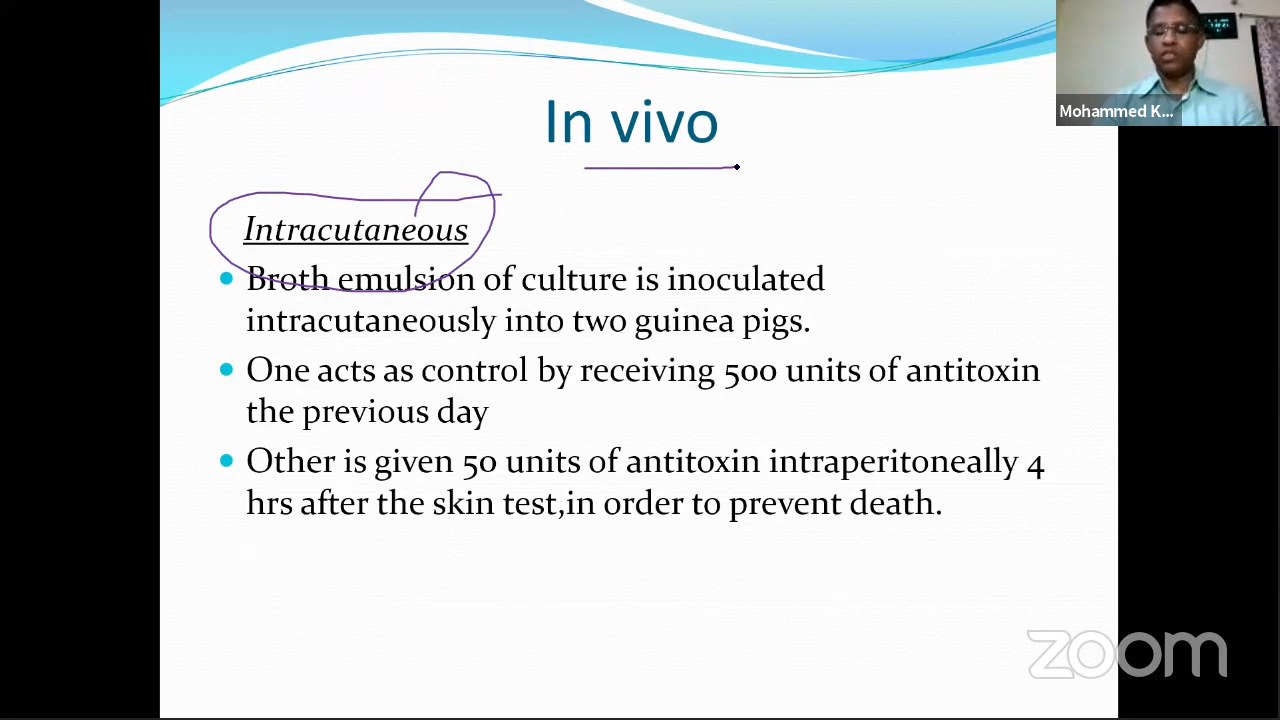 Mohammed K...
In vivo
Intracutaneous
Broth emulsion of culture is inoculated
intracutaneously into two guinea pigs.
One acts as control by receiving 500 units of antitoxin
the previous day
Other is given 50 units of antitoxin intraperitoneally 4
hrs after the skin test,in order to prevent death.
zoom